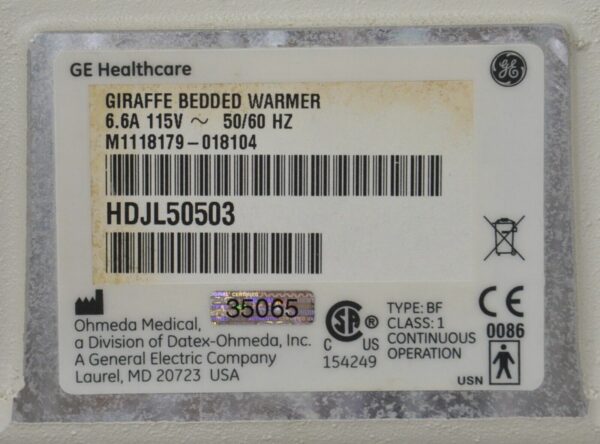 GE Healthcare
GE
GIRAFFE BEDDED WARMER
6.6A 115V ~ 50/60 HZ
M1118179-018104
HDJL50503
35065
Ohmeda Medical,
a Division of Datex-Ohmeda, Inc.
A General Electric Company
Laurel, MD 20723 USA
SA ®
C US
154249
TYPE: BF
CLASS: 1
CONTINUOUS
OPERATION
CE
0086
USN